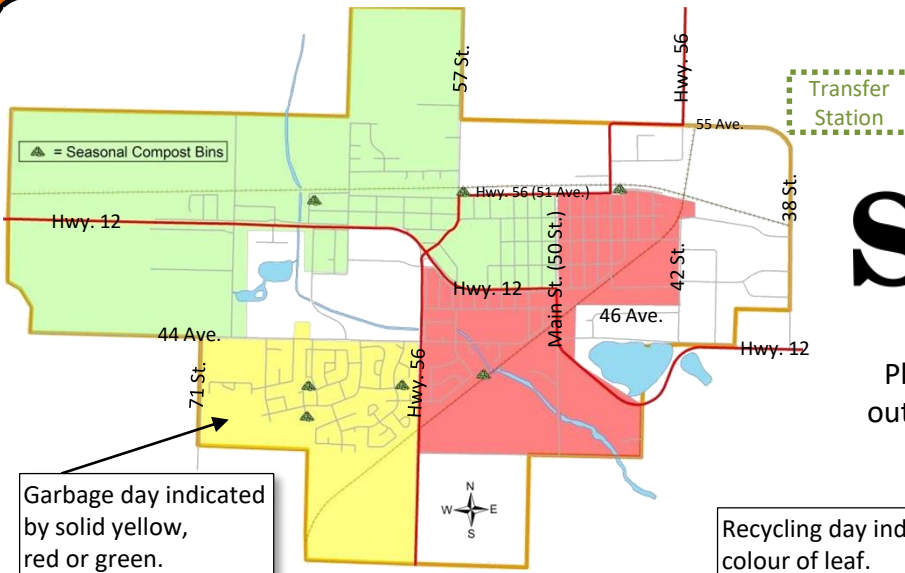 57 St.
Hwy. 56
Transfer
Station
55 Ave.
= Seasonal Compost Bins
Hwy. 56 (51 Ave.)
38 St.
Hwy. 12
S
Main St. (50 St.)
42 St.
Hwy. 12
46 Ave.
44 Ave.
Hwy. 12
71 St.
Hwy. 56
Pl
out
Garbage day indicated
by solid yellow,
red or green.
N
W E
S
Recycling day ind
colour of leaf.